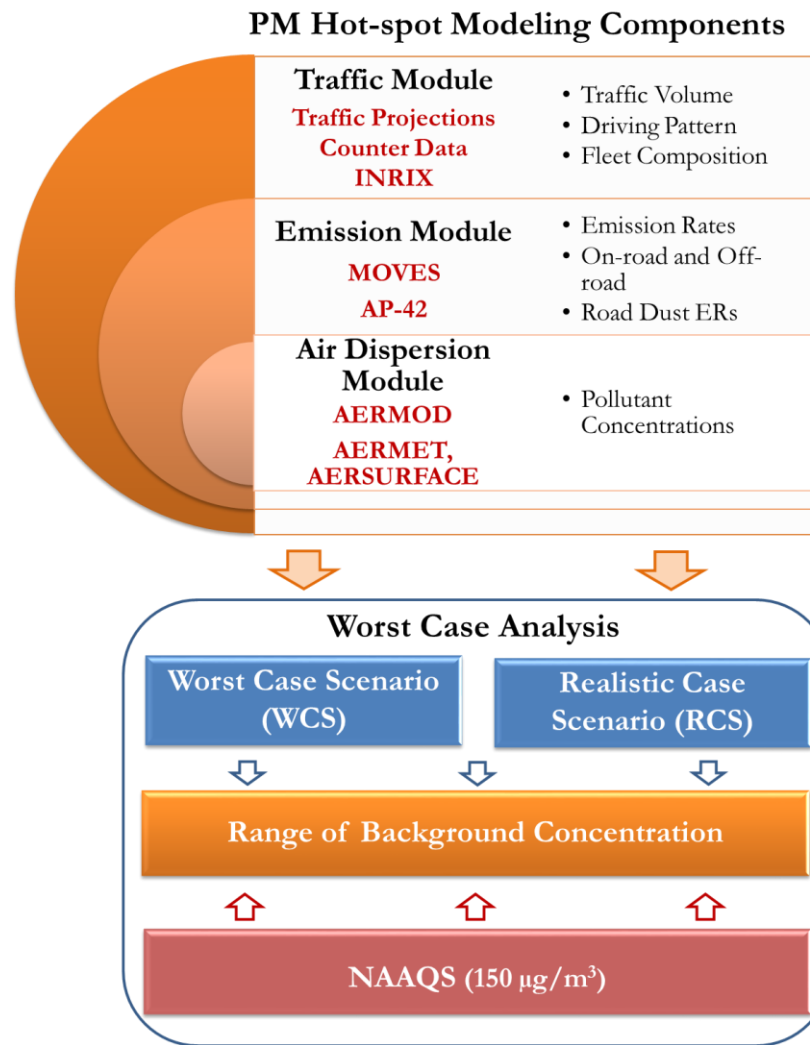 PM Hot-spot Modeling Components
Traffic Module
Traffic Projections
Counter Data
INRIX
• Traffic Volume
• Driving Pattern
• Fleet Composition
Emission Module
MOVES
AP-42
• Emission Rates
• On-road and Off-
road
• Road Dust ERs
Air Dispersion
Module
AERMOD
AERMET,
AERSURFACE
• Pollutant
Concentrations
Worst Case Analysis
Worst Case Scenario
(WCS)
Realistic Case
Scenario (RCS)
Range of Background Concentration
NAAQS (150 µg/m³)